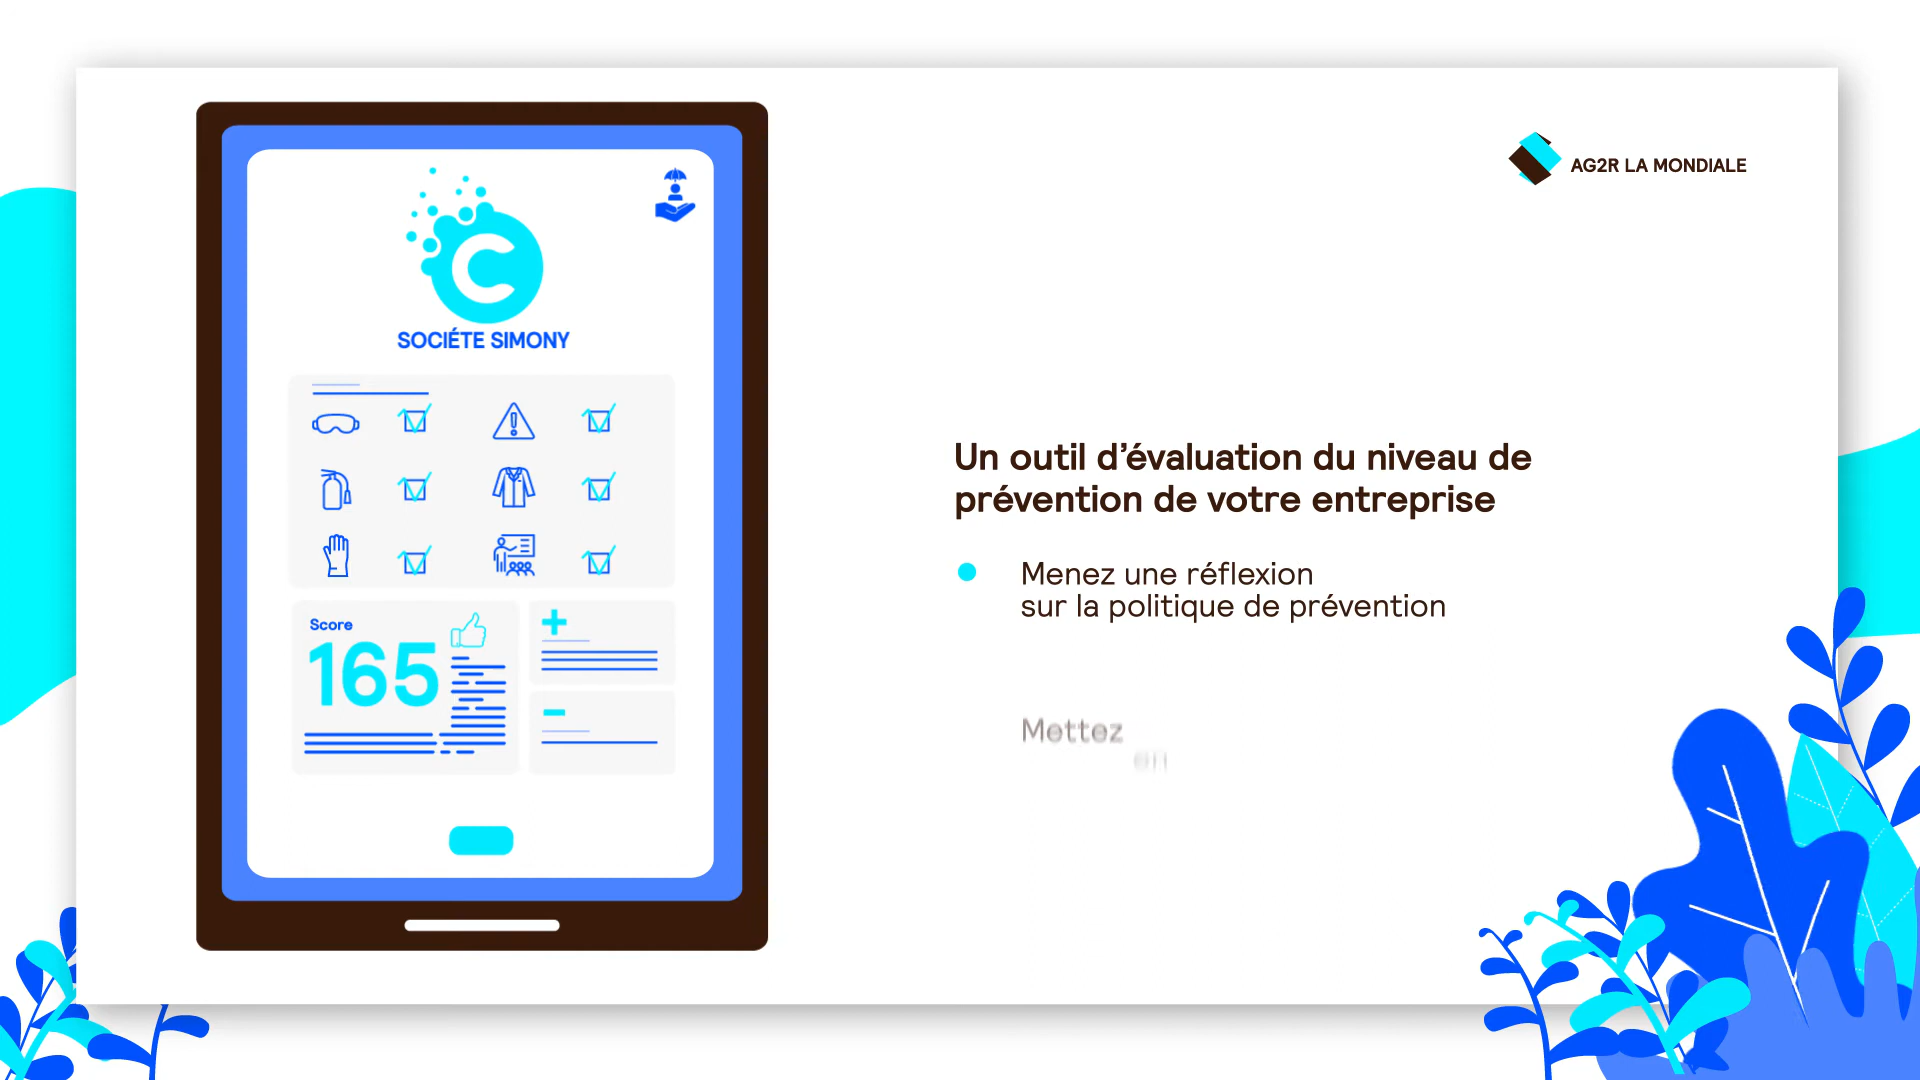 SOCIÉTE SIMONY
Score
165
AG2R LA MONDIALE
Un outil d’évaluation du niveau de
prévention de votre entreprise
Menez une réflexion
sur la politique de prévention
Mettez
en